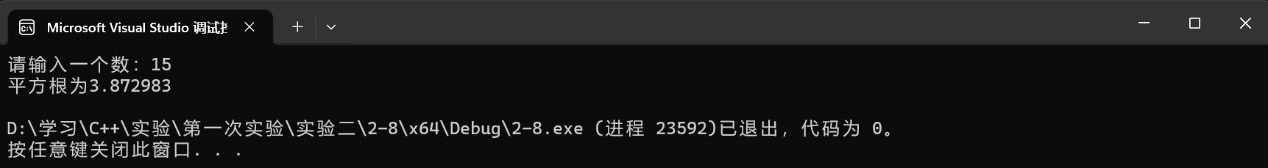 Microsoft Visual Studio 调试
请输入一个数：15
平方根为3.872983
D:\学习\C++\实验\第一次实验\实验二\2-8\x64\Debug\2-8.exe (进程 23592)已退出，代码为 0。
按任意键关闭此窗口. . .